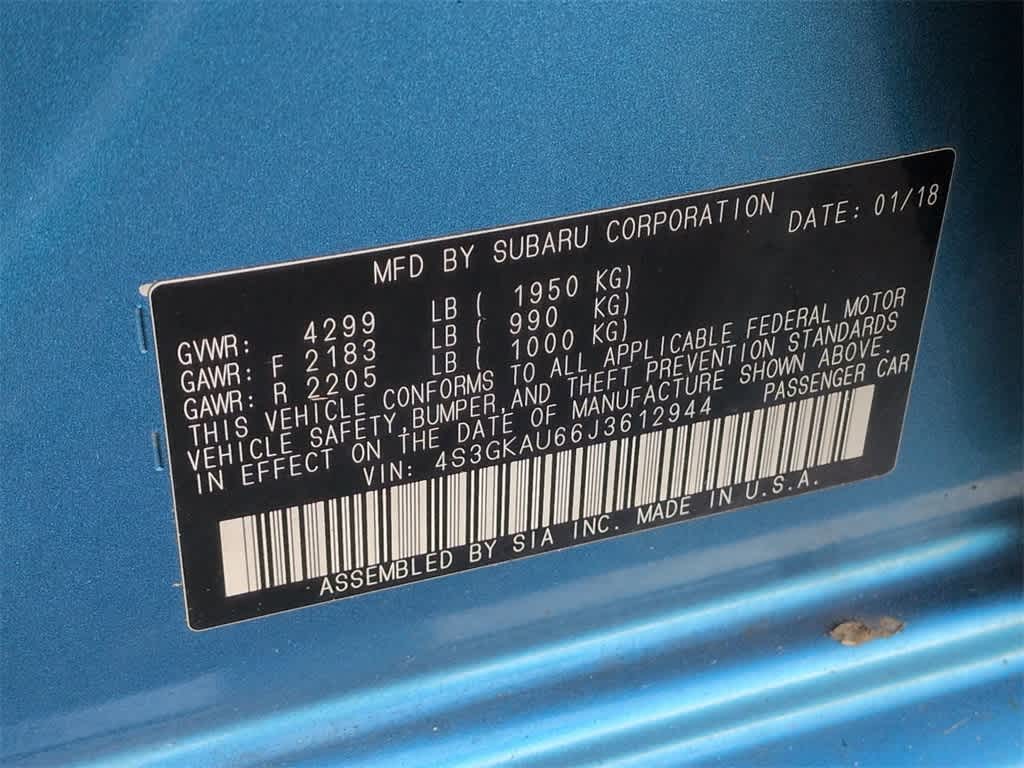 MFD BY SUBARU CORPORATION DATE: 01/18
GVWR: 4299 LB ( 1950 KG)
GAWR: F 2183 LB ( 990 KG)
GAWR: R 2205 LB ( 1000 KG)
THIS VEHICLE CONFORMS TO ALL APPLICABLE FEDERAL MOTOR
VEHICLE SAFETY, BUMPER, AND THEFT PREVENTION STANDARDS
IN EFFECT ON THE DATE OF MANUFACTURE SHOWN ABOVE.
VIN: 4S3GKAU66J3612944 PASSENGER CAR
ASSEMBLED BY SIA INC. MADE IN U.S.A.